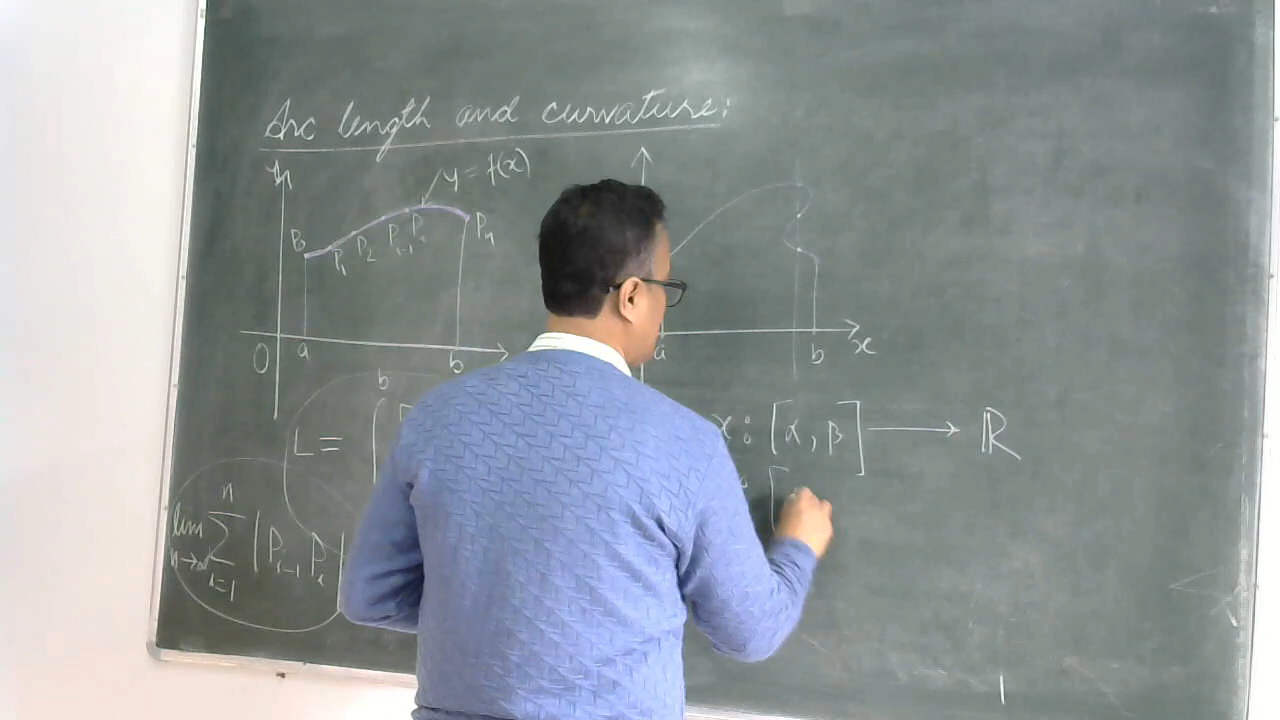 Arc length and curvature:
y
y = f(x)
P₁ P₂ Pᵢ₋₁ Pᵢ Pₙ
O a b
a b x
b
L = ∫ [
x : [α, β] ⟶ ℝ
[
lim n→∞ n Σ i=1 |Pᵢ₋₁ Pᵢ|